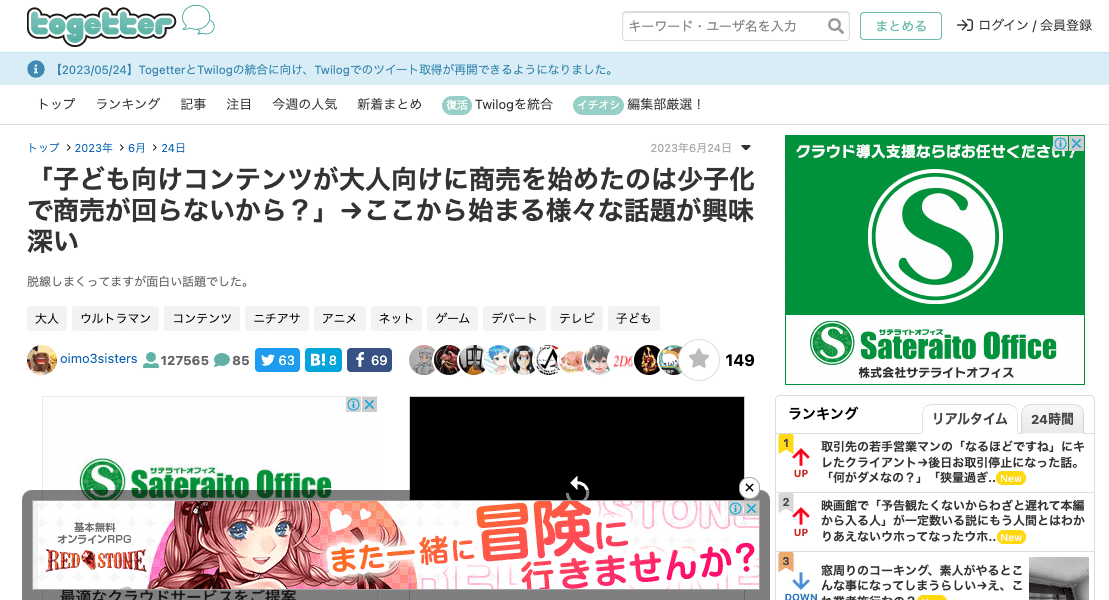 togetter
キーワード・ユーザ名を入力
まとめる
ログイン / 会員登録
【2023/05/24】TogetterとTwilogの統合に向け、Twilogでのツイート取得が再開できるようになりました。
トップ ランキング 記事 注目 今週の人気 新着まとめ 復活 Twilogを統合 イチオシ 編集部厳選！
トップ 2023年 6月 24日
2023年6月24日
「子ども向けコンテンツが大人向けに商売を始めたのは少子化
で商売が回らないから？」→ここから始まる様々な話題が興味
深い
脱線しまくってますが面白い話題でした。
大人 ウルトラマン コンテンツ ニチアサ アニメ ネット ゲーム デパート テレビ 子ども
oimo3sisters 127565 85 63 B! 8 f 69
149
サテライトオフィス
Sateraito Office
基本無料
オンラインRPG
RED STONE
また一緒に冒険に
行きませんか？
最適なクラウドサービスをご提案
クラウド導入支援ならばお任せください！
S
サテライトオフィス
Sateraito Office
株式会社サテライトオフィス
ランキング
リアルタイム
24時間
1
UP
取引先の若手営業マンの「なるほどですね」にキ
レたクライアント→後日お取引停止になった話。
「何がダメなの？」「狭量過ぎ.. New
2
UP
映画館で「予告観たくないからわざと遅れて本編
から入る人」が一定数いる説にもう人間とはわか
りあえないウホってなったウホ.. New
3
DOWN
窓周りのコーキング、素人がやるとこ
んな事になってしまうらしい→え、こ
れ業者施行なの？